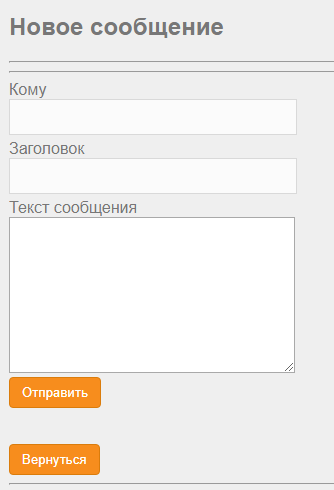 Новое сообщение
Кому
Заголовок
Текст сообщения
Отправить
Вернуться